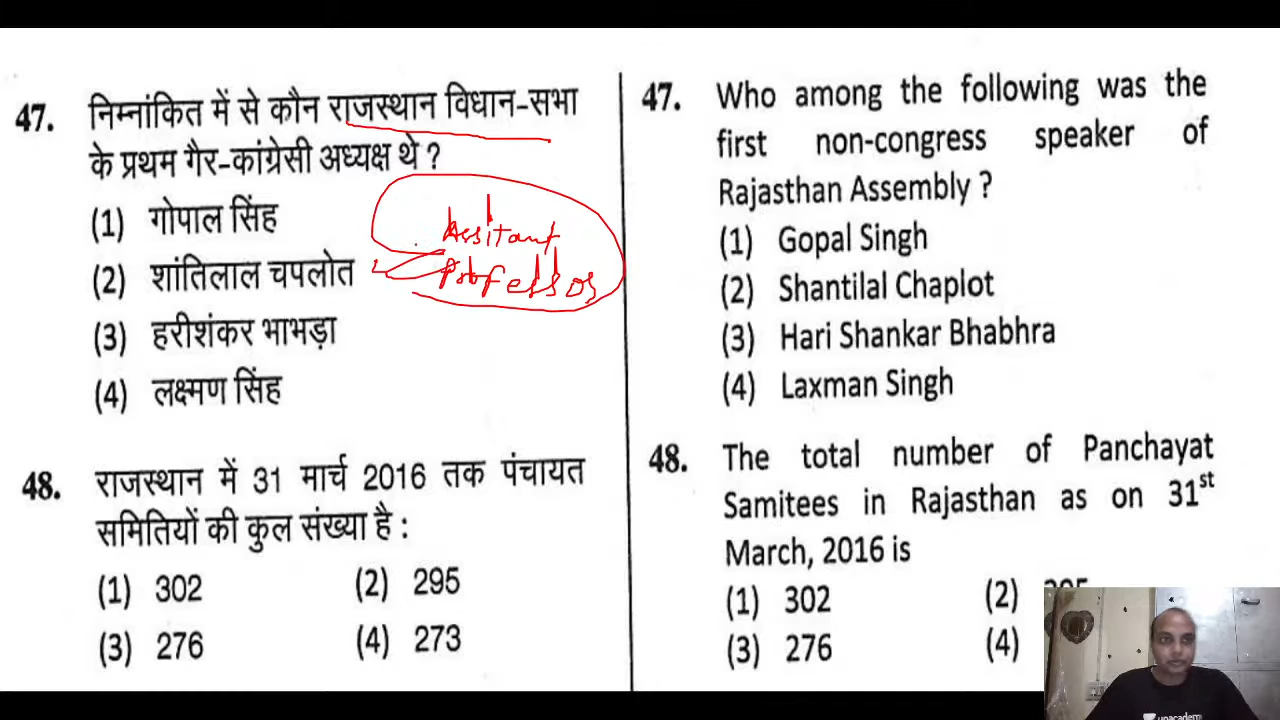 47. निम्नांकित में से कौन राजस्थान विधान-सभा
के प्रथम गैर-कांग्रेसी अध्यक्ष थे ?
(1) गोपाल सिंह
(2) शांतिलाल चपलोत
(3) हरीशंकर भाभड़ा
(4) लक्ष्मण सिंह
Assitant
Professor
48. राजस्थान में 31 मार्च 2016 तक पंचायत
समितियों की कुल संख्या है :
(1) 302 (2) 295
(3) 276 (4) 273
47. Who among the following was the
first non-congress speaker of
Rajasthan Assembly ?
(1) Gopal Singh
(2) Shantilal Chaplot
(3) Hari Shankar Bhabhra
(4) Laxman Singh
48. The total number of Panchayat
Samitees in Rajasthan as on 31st
March, 2016 is
(1) 302 (2)
(3) 276 (4)
unacademy